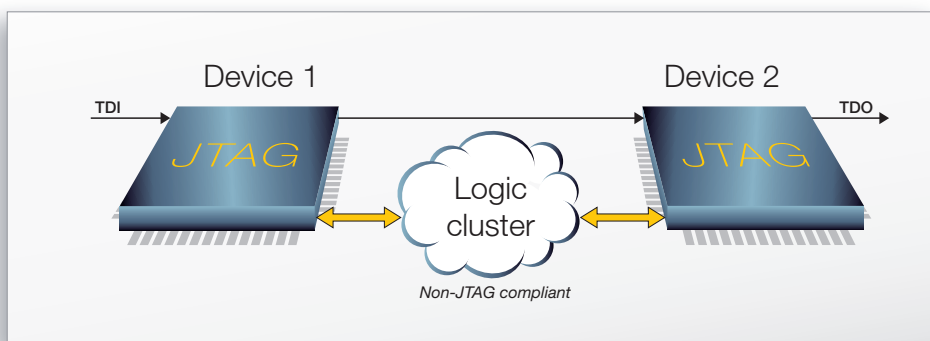 Device 1
Device 2
TDI
TDO
JTAG
JTAG
Logic
cluster
Non-JTAG compliant